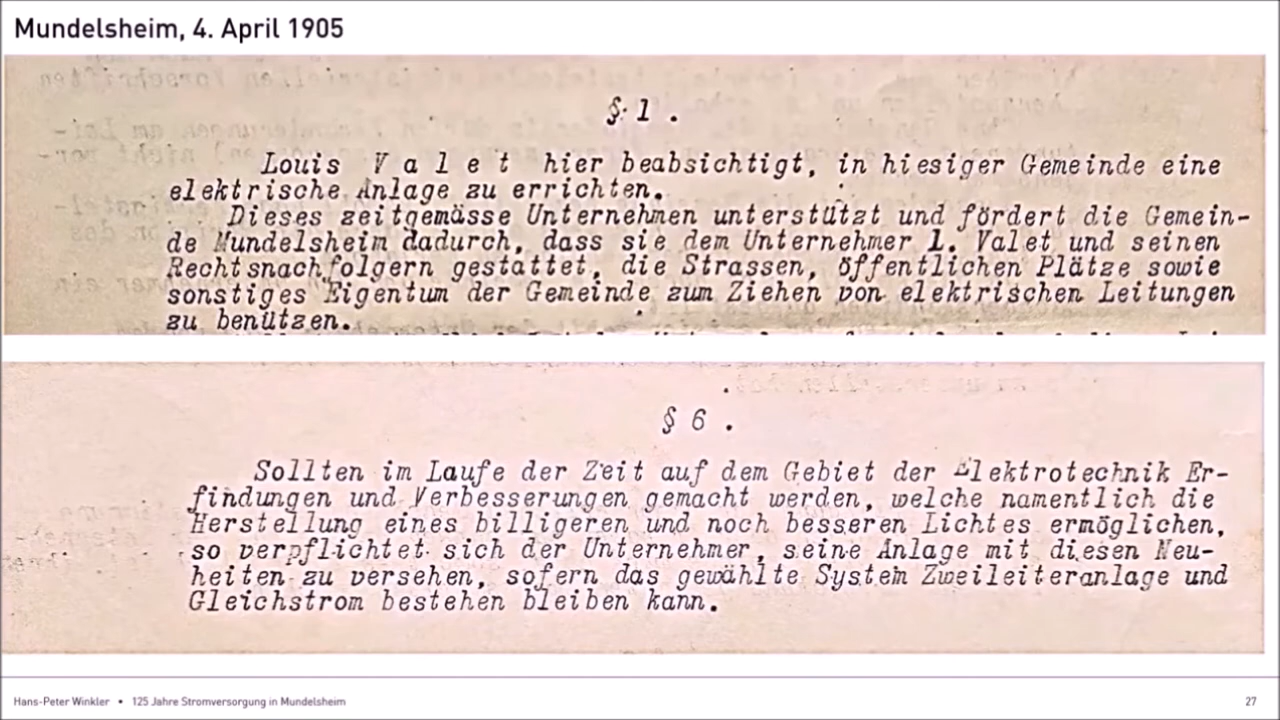 Mundelsheim, 4. April 1905
§ 1 .
Louis V a l e t hier beabsichtigt, in hiesiger Gemeinde eine
elektrische Anlage zu errichten.
Dieses zeitgemässe Unternehmen unterstützt und fördert die Gemein-
de Mundelsheim dadurch, dass sie dem Unternehmer L. Valet und seinen
Rechtsnachfolgern gestattet, die Strassen, öffentlichen Plätze sowie
sonstiges Eigentum der Gemeinde zum Ziehen von elektrischen Leitungen
zu benützen.
§ 6 .
Sollten im Laufe der Zeit auf dem Gebiet der Elektrotechnik Er-
findungen und Verbesserungen gemacht werden, welche namentlich die
Herstellung eines billigeren und noch besseren Lichtes ermöglichen,
so verpflichtet sich der Unternehmer, seine Anlage mit diesen Neu-
heiten zu versehen, sofern das gewählte System Zweileiteranlage und
Gleichstrom bestehen bleiben kann.
Hans-Peter Winkler • 125 Jahre Stromversorgung in Mundelsheim
27